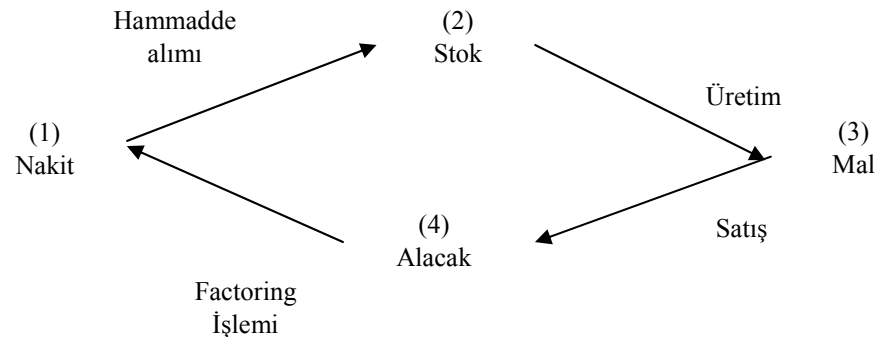 Hammadde
alımı
(2)
Stok
Üretim
(1)
Nakit
(3)
Mal
(4)
Alacak
Satış
Factoring
İşlemi